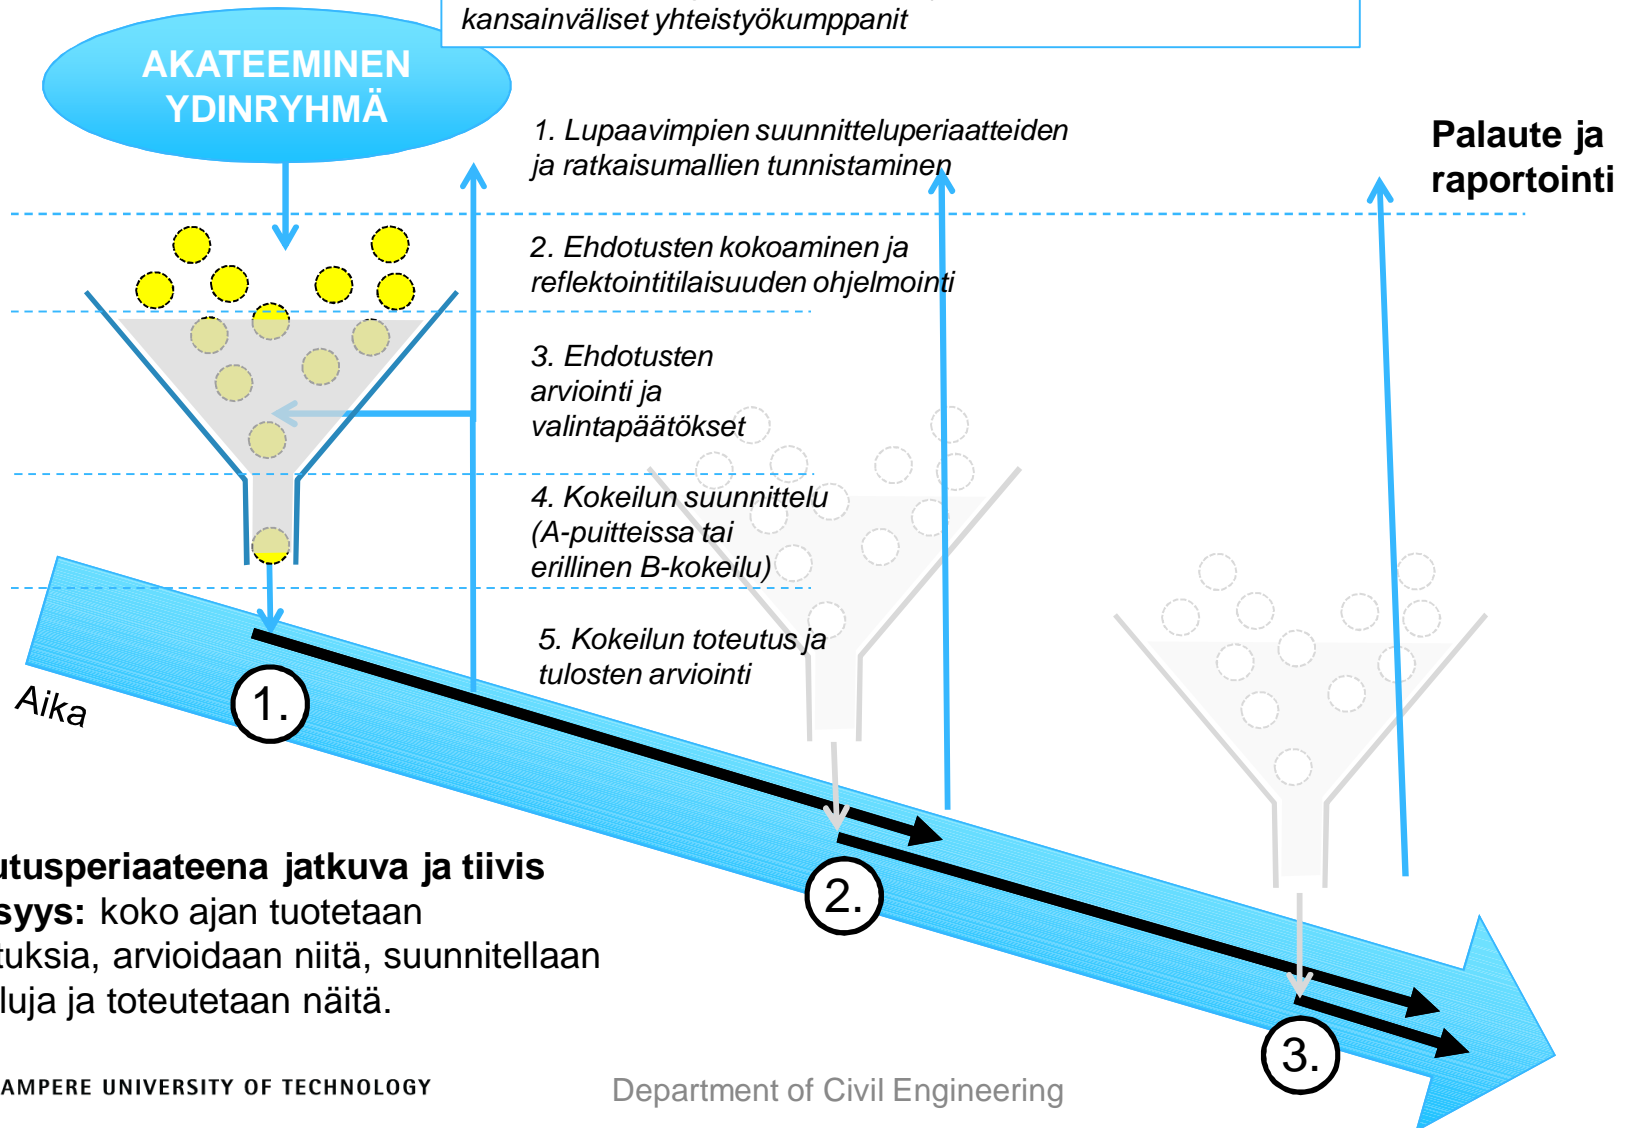 kansainväliset yhteistyökumppanit
AKATEEMINEN
YDINRYHMÄ
1. Lupaavimpien suunnitteluperiaatteiden
ja ratkaisumallien tunnistaminen
Palaute ja
raportointi
2. Ehdotusten kokoaminen ja
reflektointitilaisuuden ohjelmointi
3. Ehdotusten
arviointi ja
valintapäätökset
4. Kokeilun suunnittelu
(A-puitteissa tai
erillinen B-kokeilu)
5. Kokeilun toteutus ja
tulosten arviointi
Aika
1.
2.
3.
utusperiaateena jatkuva ja tiivis
syys: koko ajan tuotetaan
tuksia, arvioidaan niitä, suunnitellaan
luja ja toteutetaan näitä.
AMPERE UNIVERSITY OF TECHNOLOGY
Department of Civil Engineering